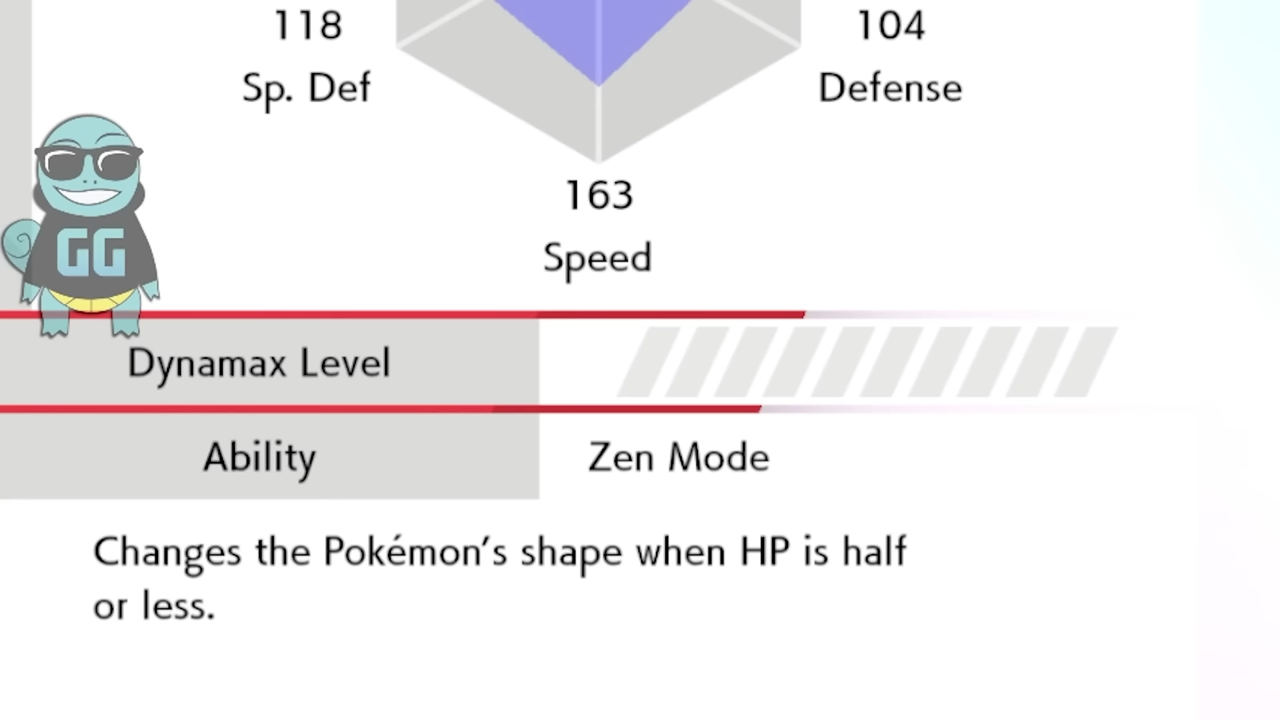 118
104
Sp. Def
Defense
163
Speed
GG
Dynamax Level
Ability
Zen Mode
Changes the Pokémon's shape when HP is half
or less.